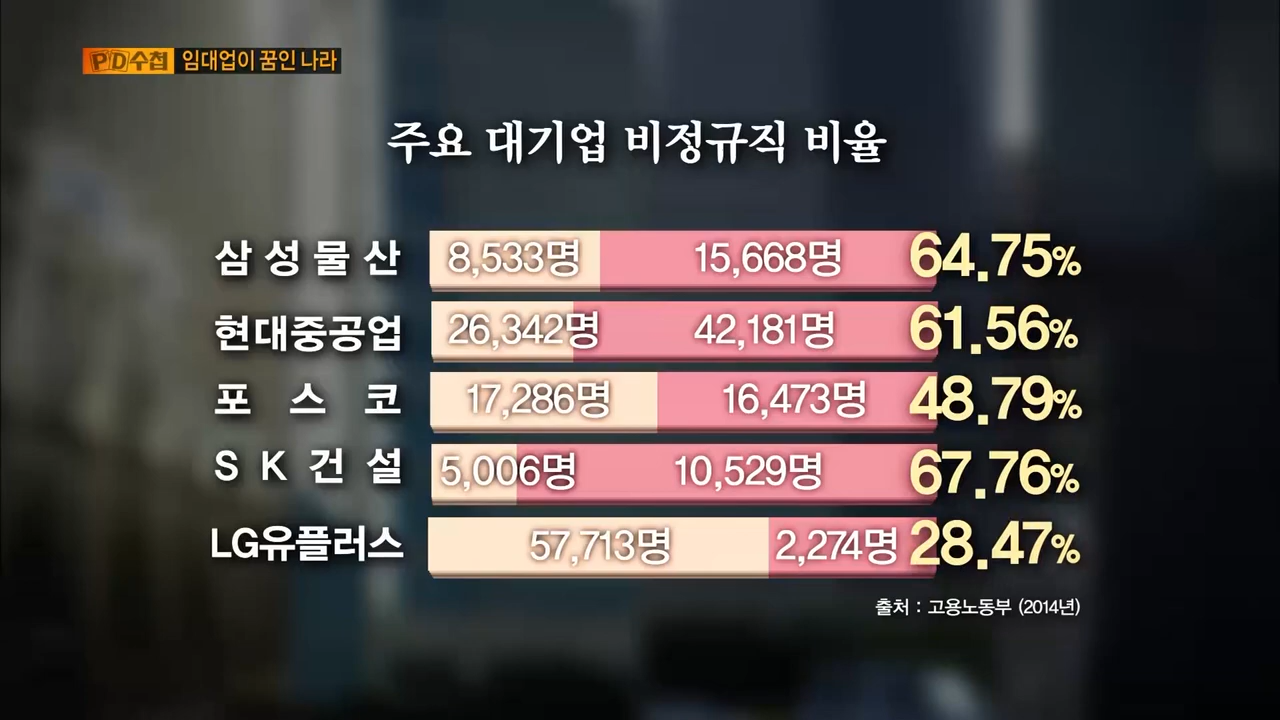 PD수첩 임대업이 꿈인 나라
주요 대기업 비정규직 비율
삼성물산 8,533명 15,668명 64.75%
현대중공업 26,342명 42,181명 61.56%
포스코 17,286명 16,473명 48.79%
SK건설 5,006명 10,529명 67.76%
LG유플러스 57,713명 2,274명 28.47%
출처 : 고용노동부 (2014년)